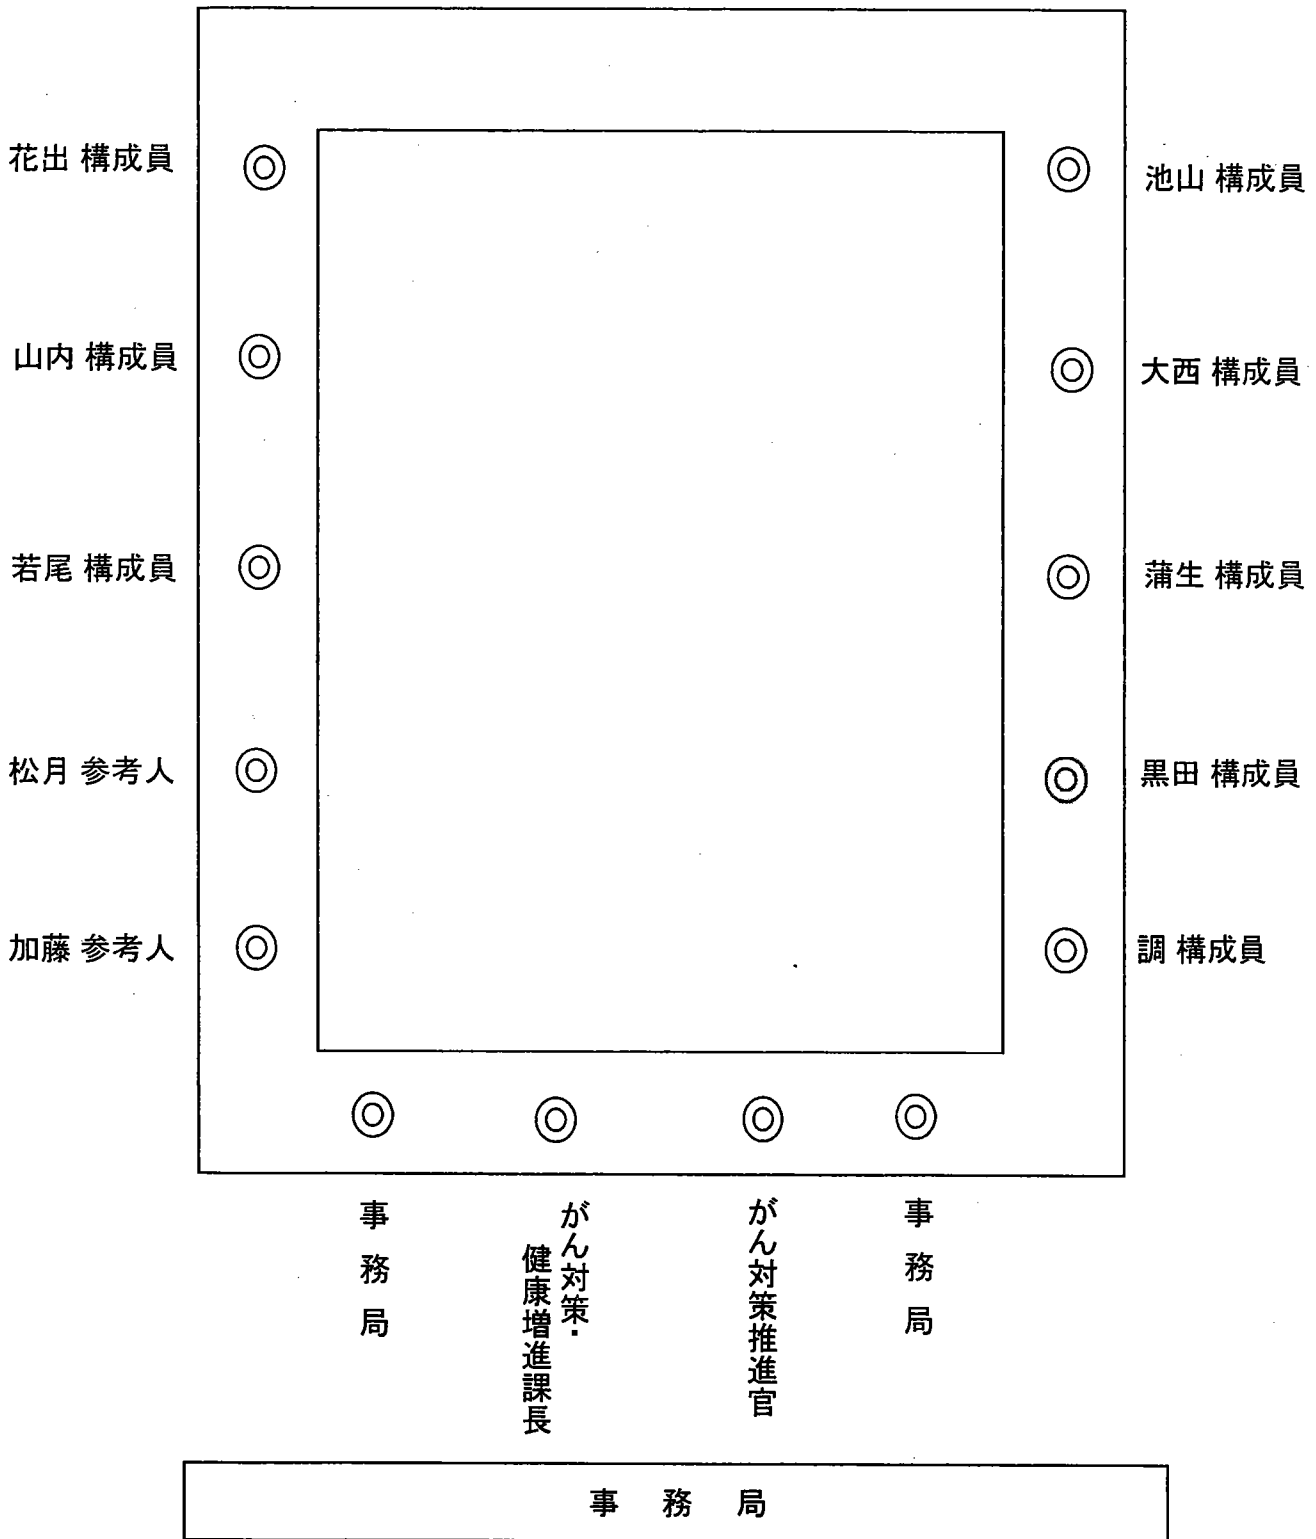 花出 構成員
池山 構成員
山内 構成員
大西 構成員
若尾 構成員
蒲生 構成員
松月 参考人
黒田 構成員
加藤 参考人
調 構成員
事務局
がん対策・
健康増進課長
がん対策推進官
事務局
事 務 局